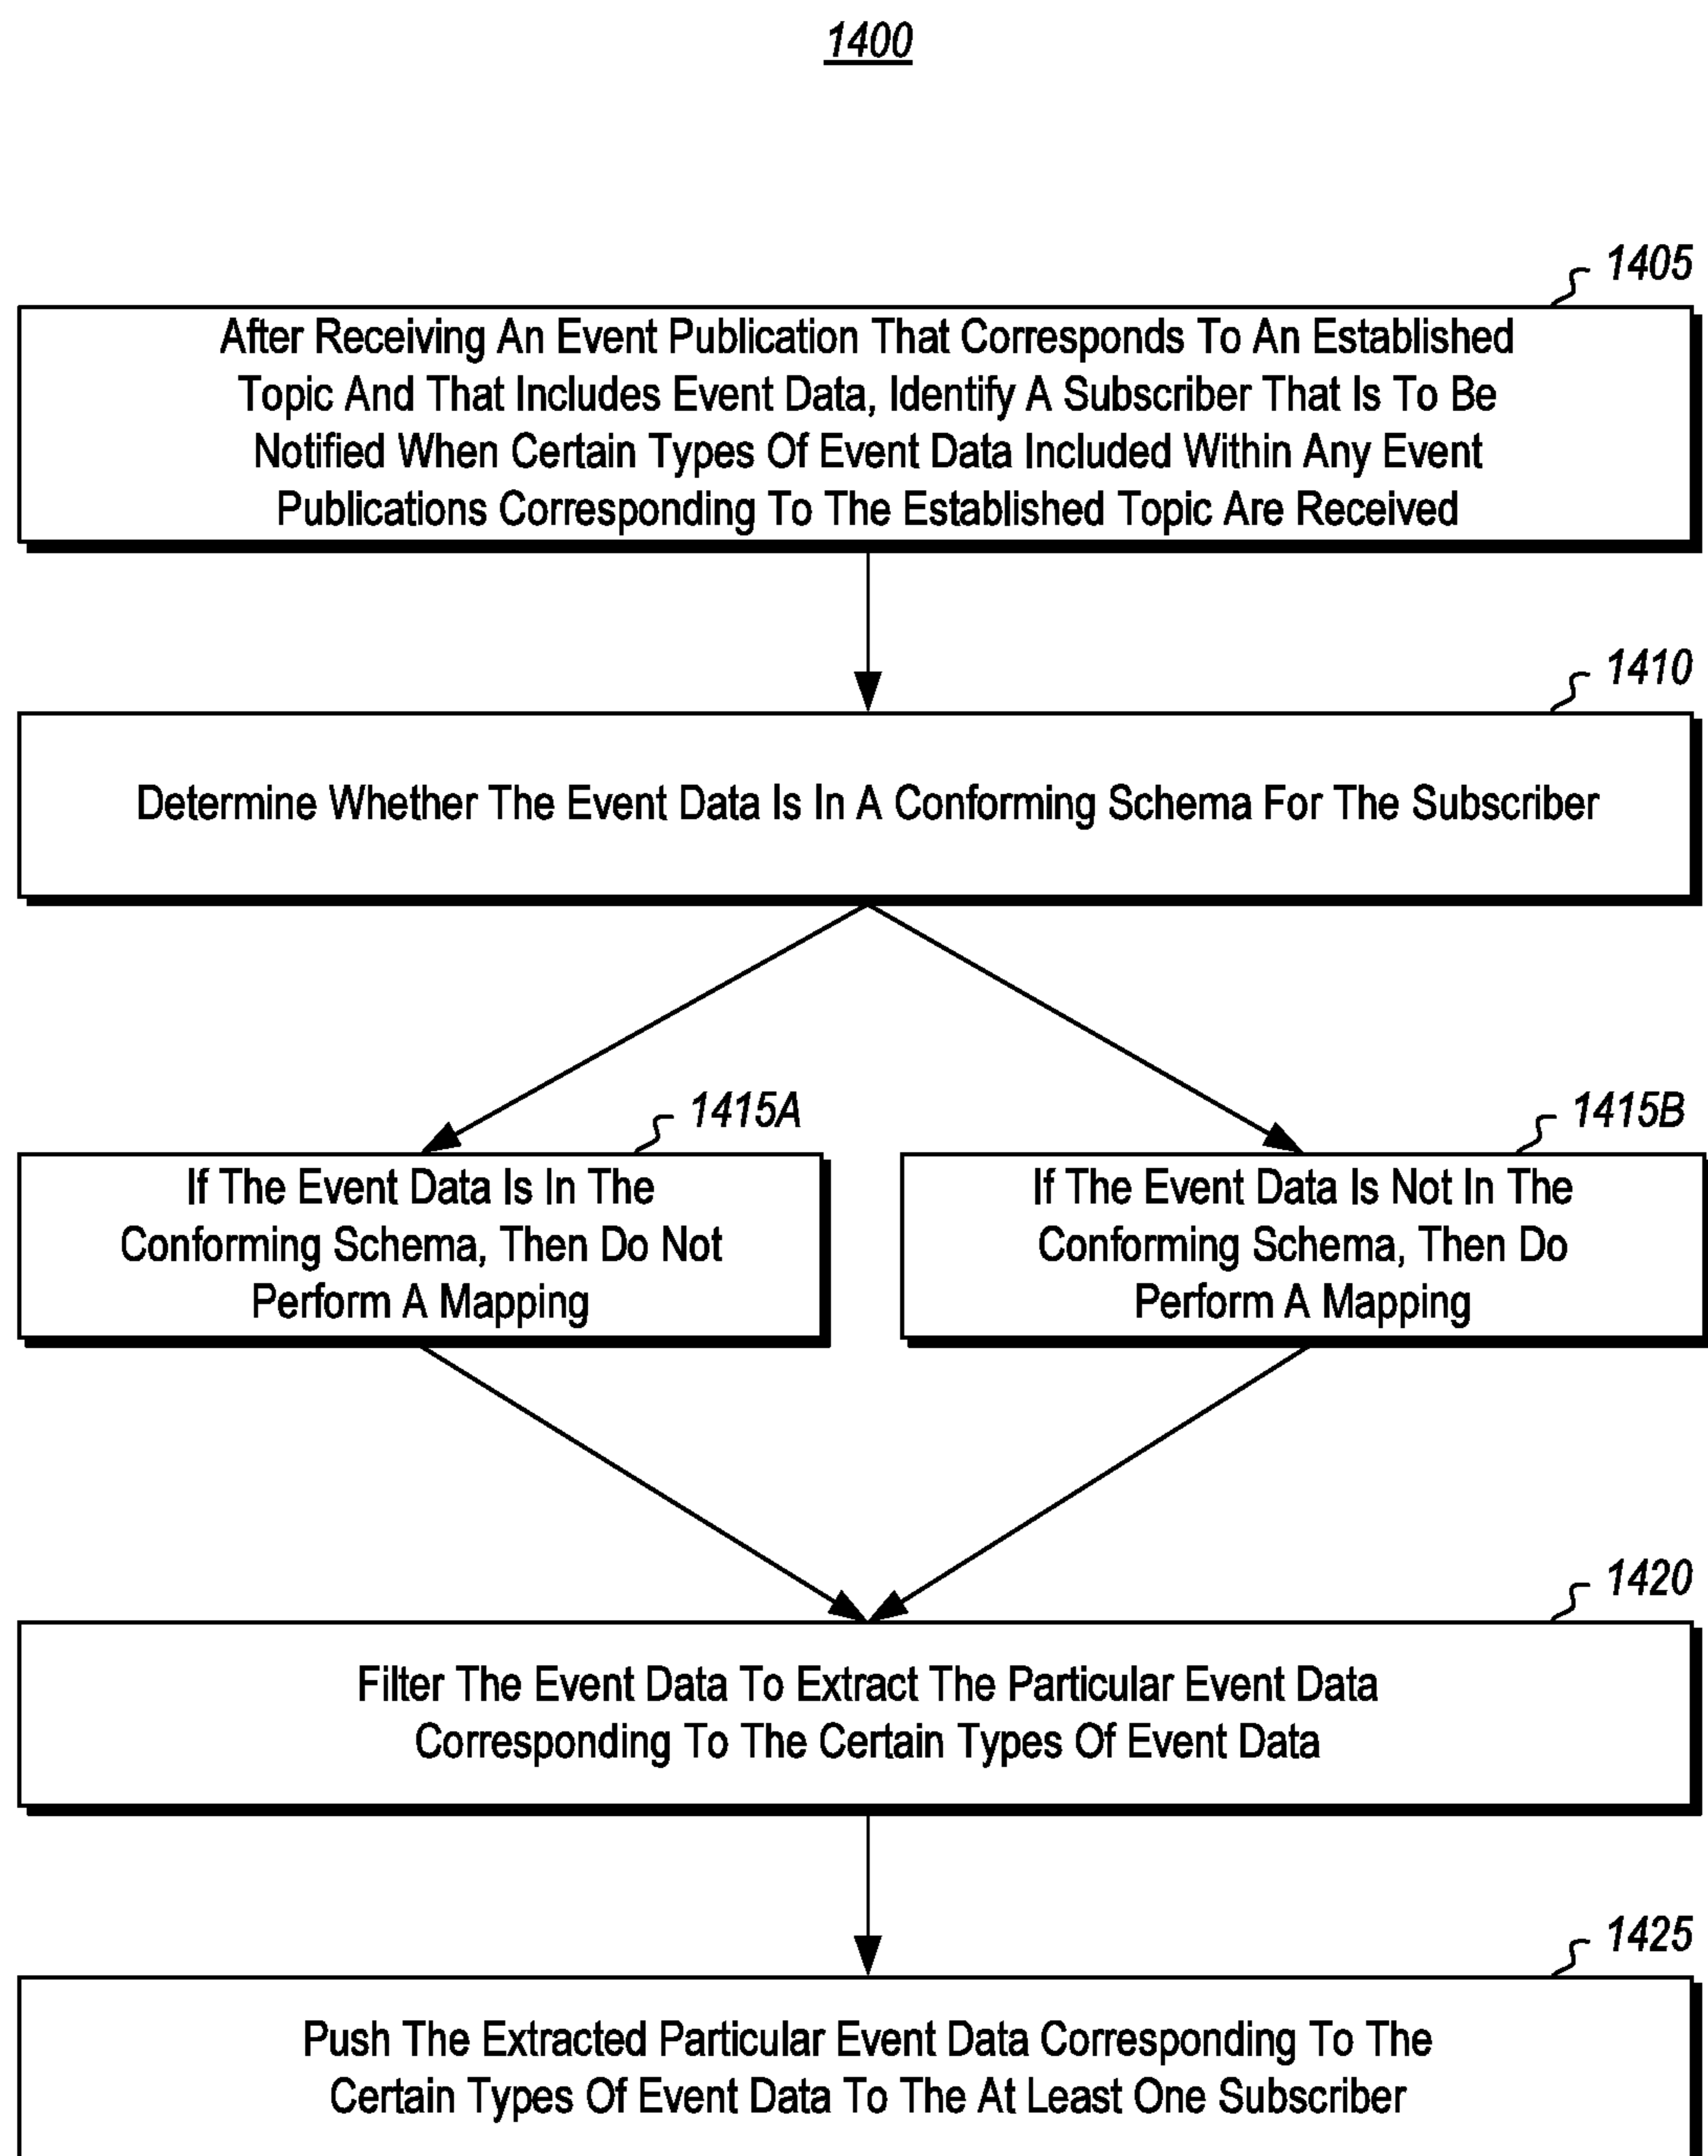 1400
1405
After Receiving An Event Publication That Corresponds To An Established
Topic And That Includes Event Data, Identify A Subscriber That Is To Be
Notified When Certain Types Of Event Data Included Within Any Event
Publications Corresponding To The Established Topic Are Received
1410
Determine Whether The Event Data Is In A Conforming Schema For The Subscriber
1415A
If The Event Data Is In The
Conforming Schema, Then Do Not
Perform A Mapping
1415B
If The Event Data Is Not In The
Conforming Schema, Then Do
Perform A Mapping
1420
Filter The Event Data To Extract The Particular Event Data
Corresponding To The Certain Types Of Event Data
1425
Push The Extracted Particular Event Data Corresponding To The
Certain Types Of Event Data To The At Least One Subscriber